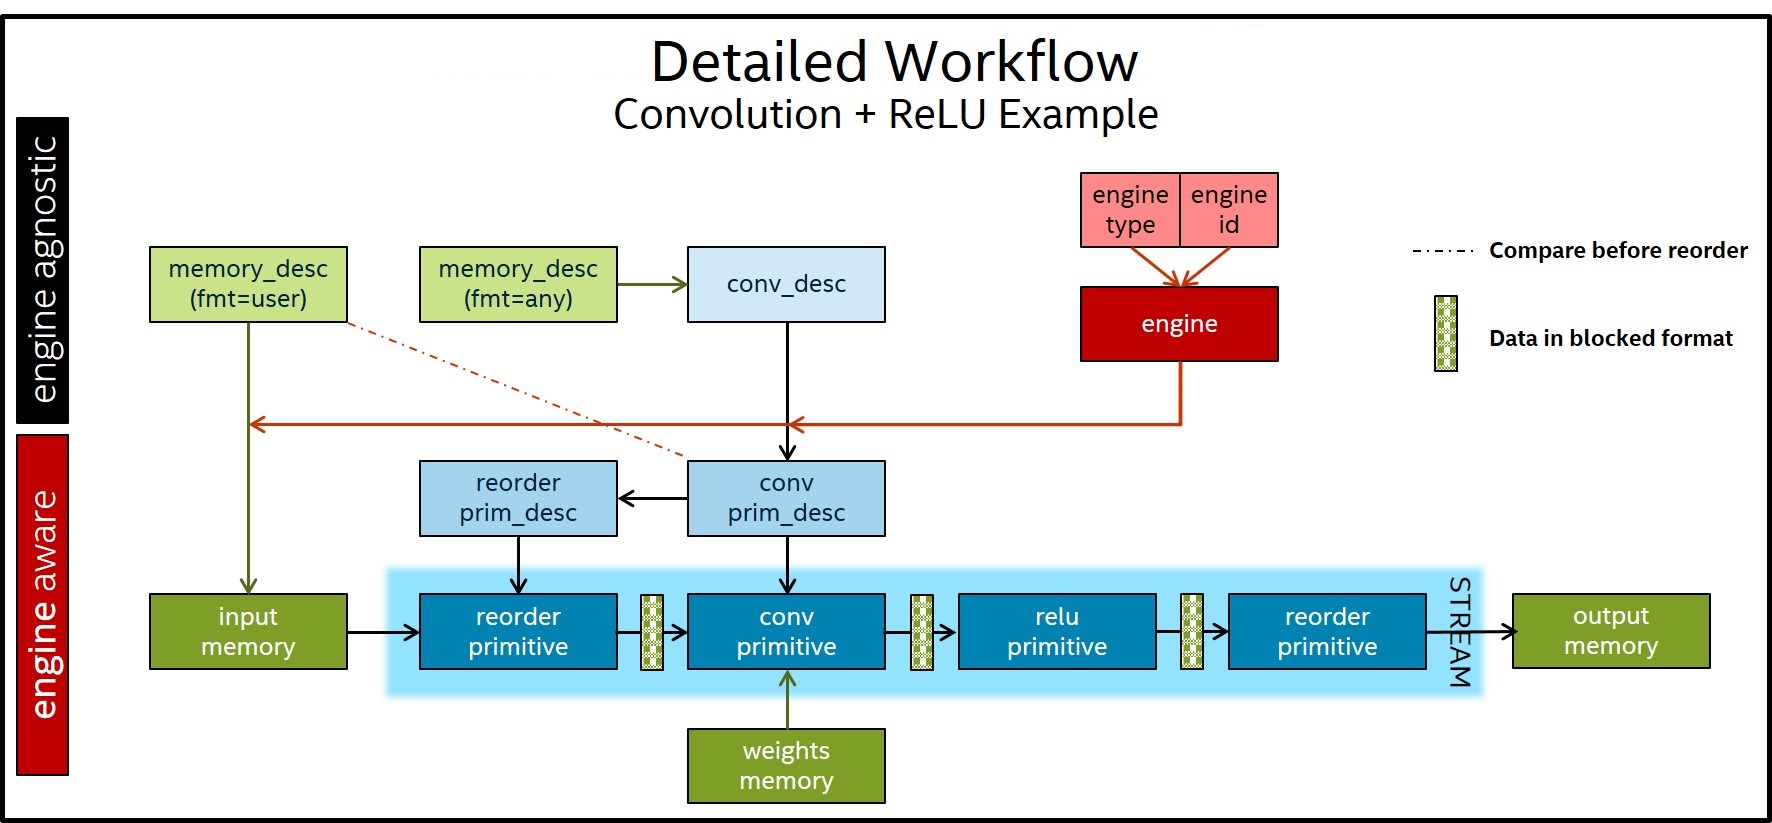 Detailed Workflow
Convolution + ReLU Example
engine agnostic
engine aware
engine
type
engine
id
memory_desc
(fmt=user)
memory_desc
(fmt=any)
conv_desc
engine
Compare before reorder
Data in blocked format
reorder
prim_desc
conv
prim_desc
input
memory
reorder
primitive
conv
primitive
relu
primitive
reorder
primitive
STREAM
output
memory
weights
memory